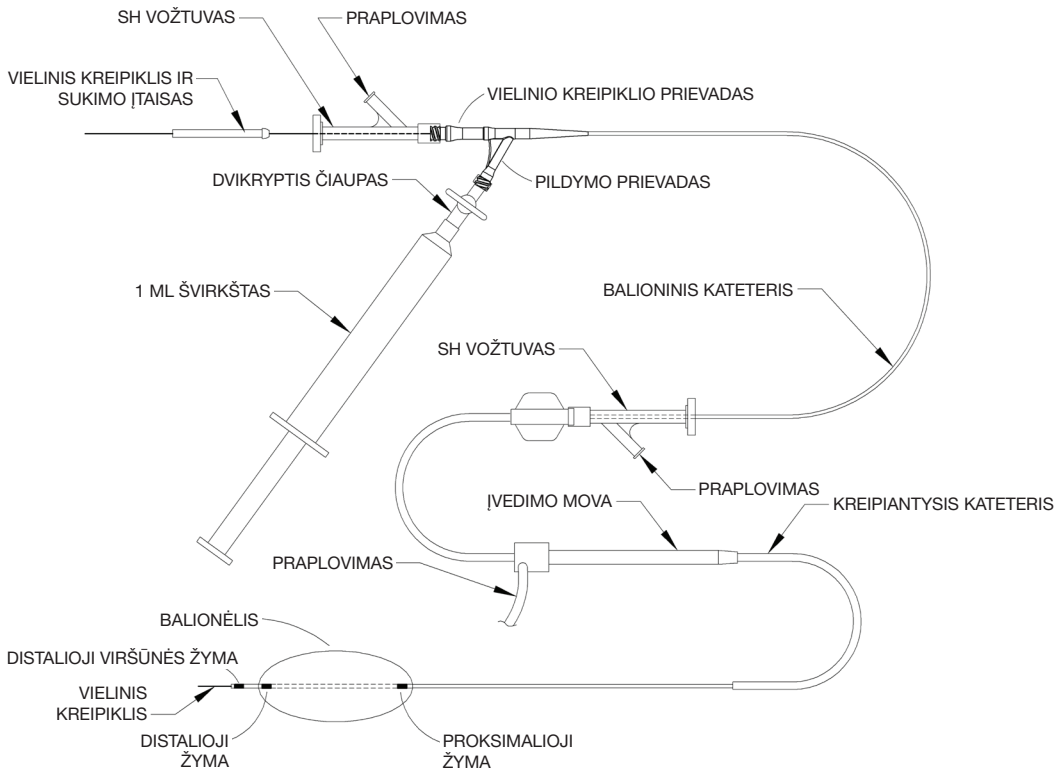 SH VOŽTUVAS
PRAPLOVIMAS
VIELINIS KREIPIKLIS IR
SUKIMO ĮTAISAS
VIELINIO KREIPIKLIO PRIEVADAS
DVIKRYPTIS ČIAUPAS
PILDYMO PRIEVADAS
1 ML ŠVIRKŠTAS
BALIONINIS KATETERIS
SH VOŽTUVAS
PRAPLOVIMAS
ĮVEDIMO MOVA
KREIPIANTYSIS KATETERIS
PRAPLOVIMAS
BALIONĖLIS
DISTALIOJI VIRŠŪNĖS ŽYMA
VIELINIS
KREIPIKLIS
DISTALIOJI
ŽYMA
PROKSIMALIOJI
ŽYMA